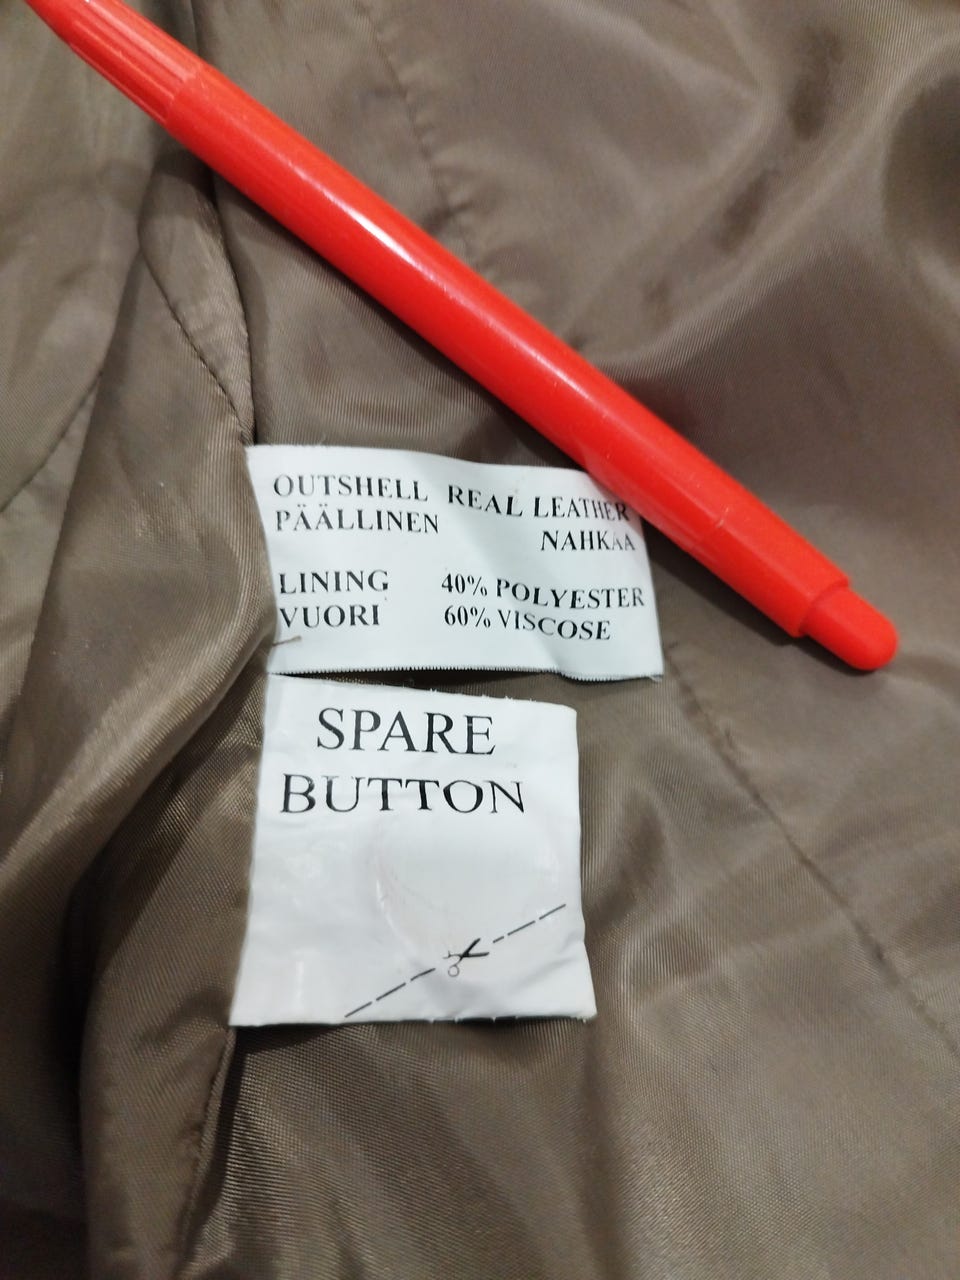 OUTSHELL REAL LEATHER
PÄÄLLINEN NAHKAA
LINING 40% POLYESTER
VUORI 60% VISCOSE
SPARE
BUTTON